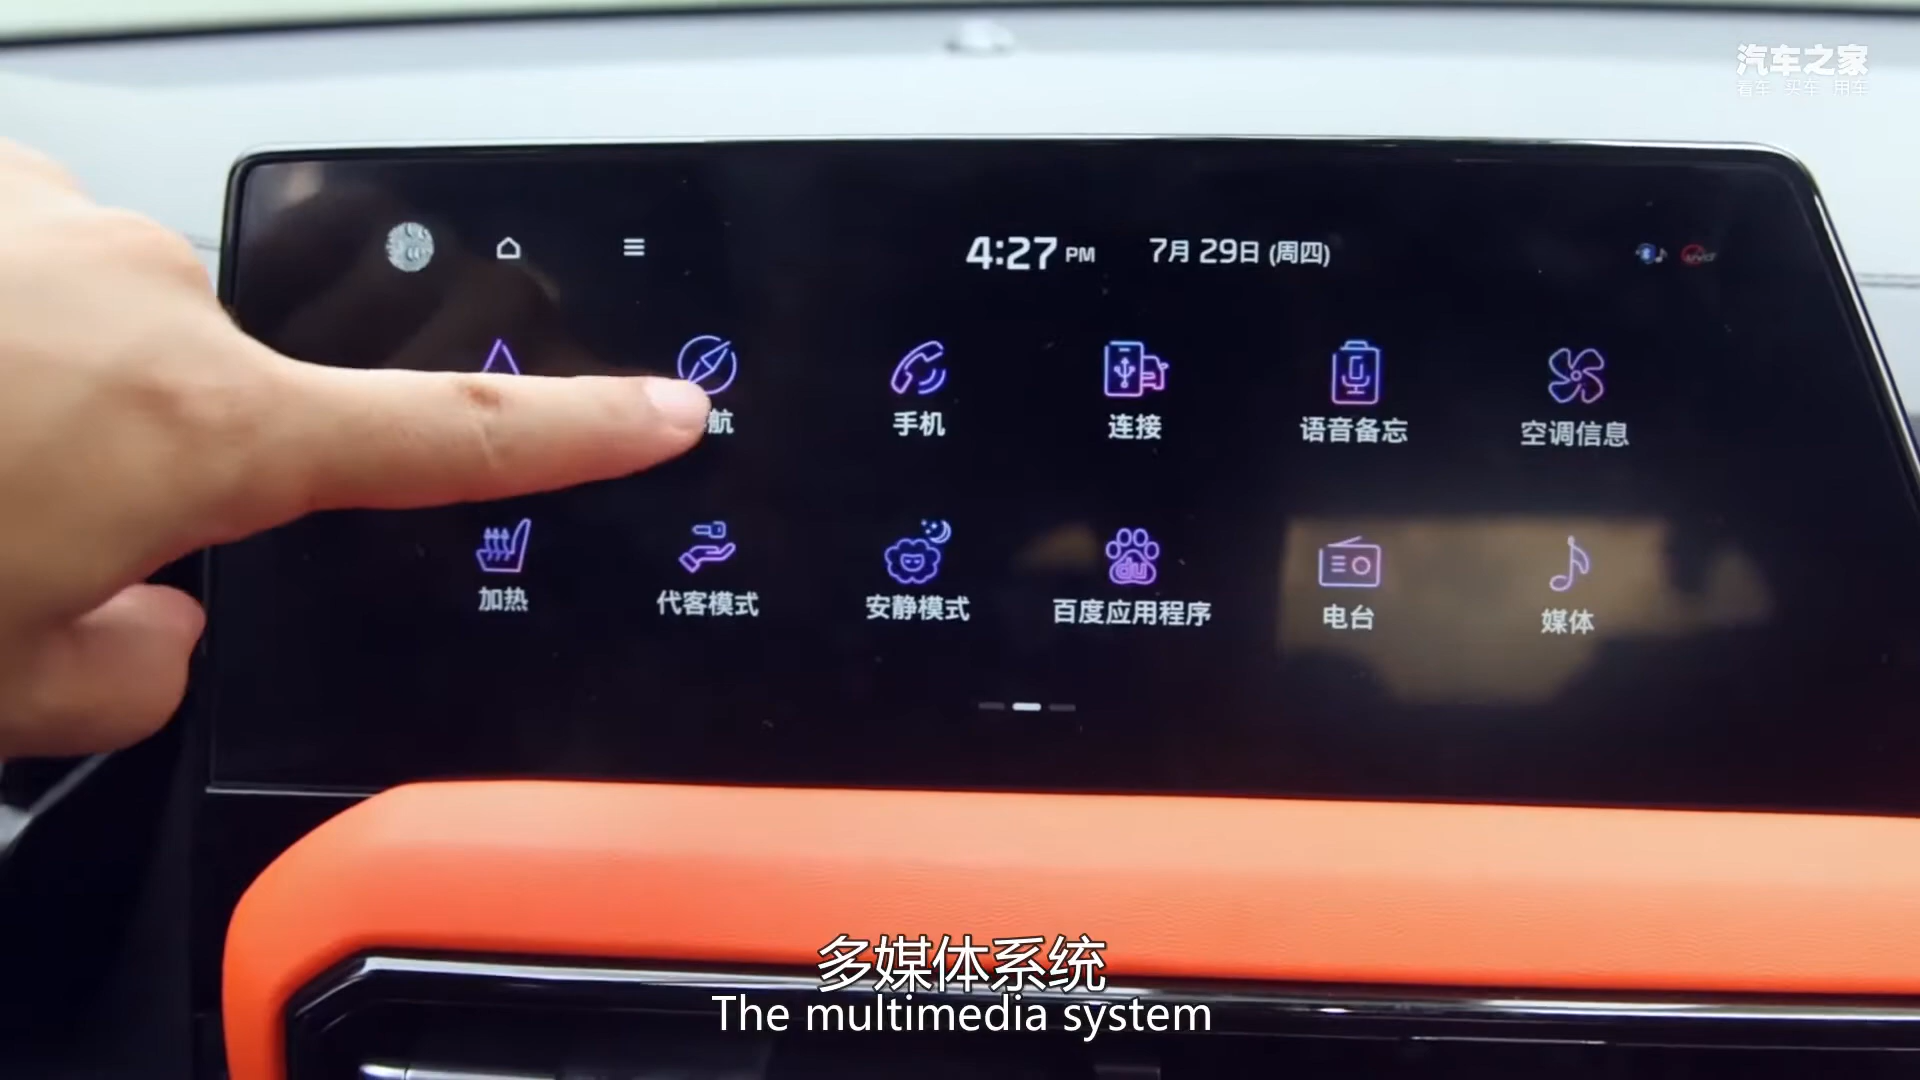 汽车之家
看车 买车 用车
4:27 PM 7月 29日 (周四)
航
手机
连接
语音备忘
空调信息
加热
代客模式
安静模式
du
百度应用程序
电台
媒体
多媒体系统
The multimedia system